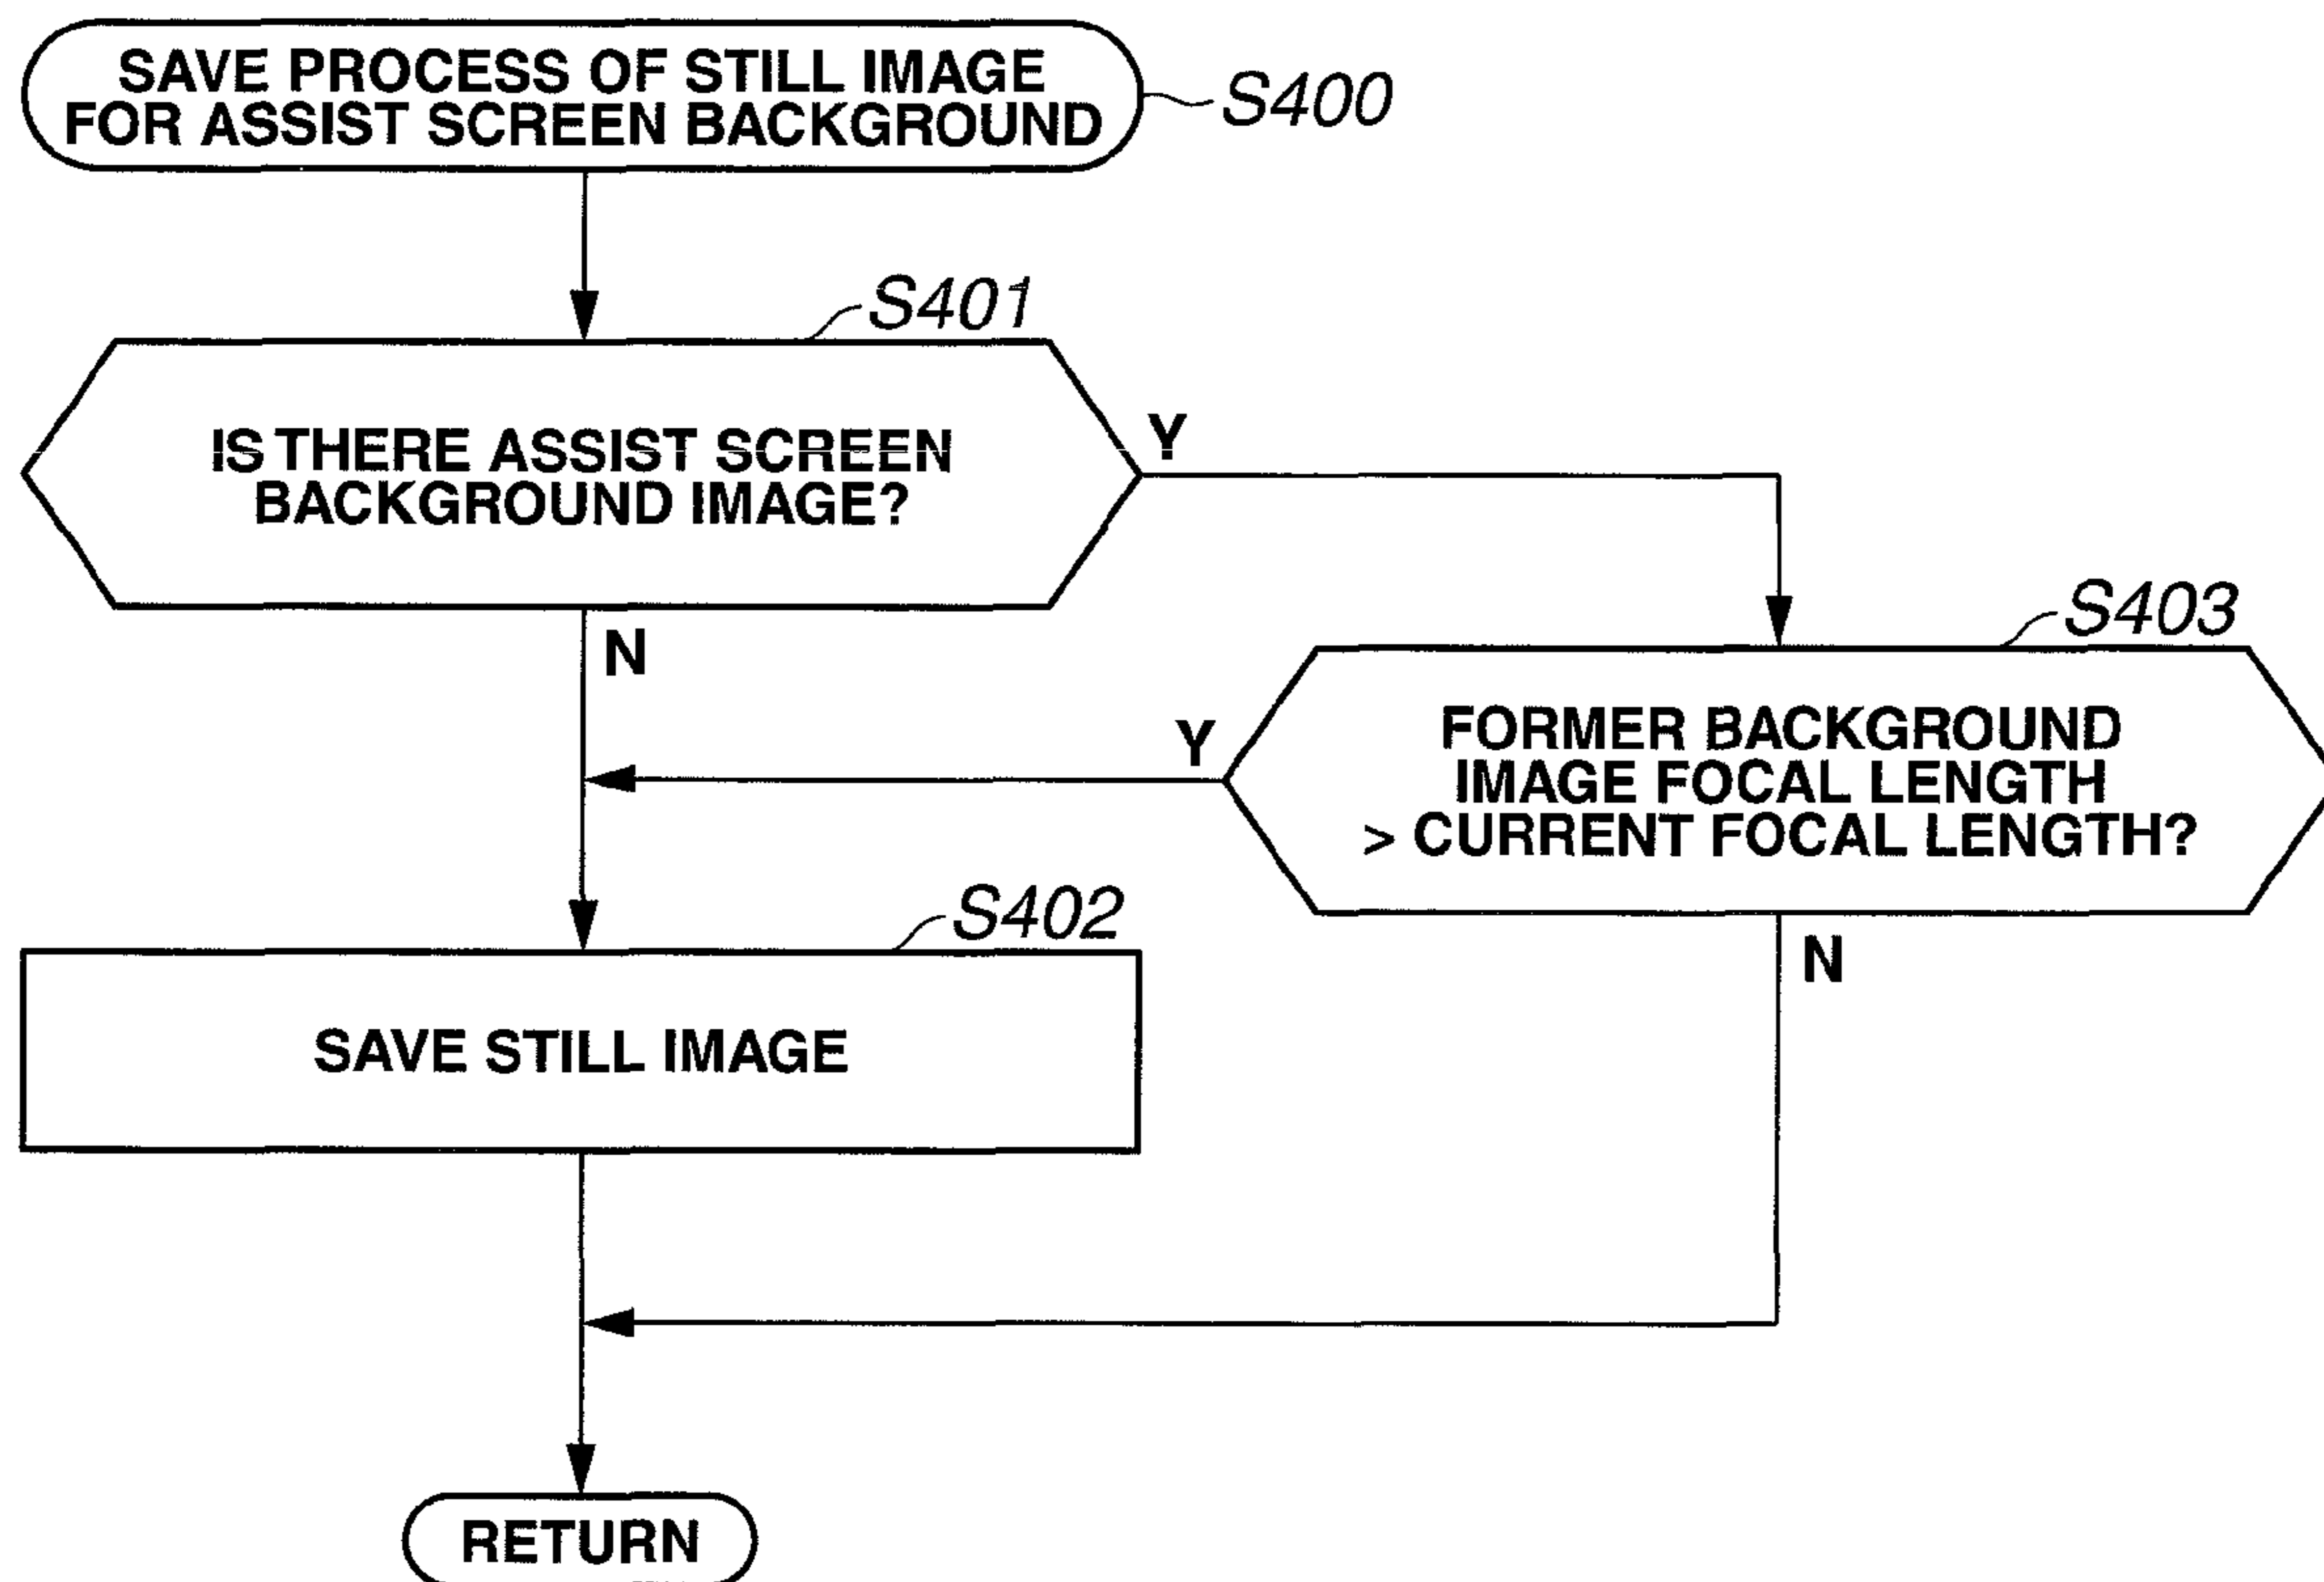 SAVE PROCESS OF STILL IMAGE
FOR ASSIST SCREEN BACKGROUND
S400
S401
IS THERE ASSIST SCREEN
BACKGROUND IMAGE?
Y
N
S403
FORMER BACKGROUND
IMAGE FOCAL LENGTH
> CURRENT FOCAL LENGTH?
Y
N
S402
SAVE STILL IMAGE
RETURN